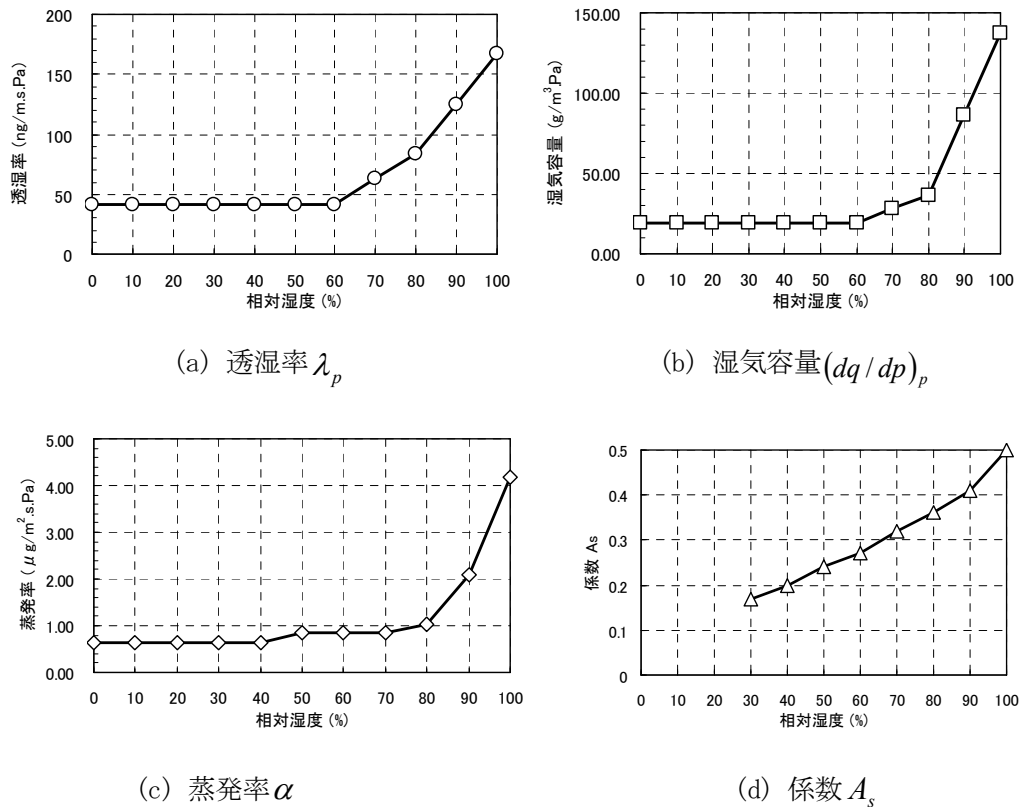 200
150
100
50
0
透湿率 (ng/m.s.Pa)
0 10 20 30 40 50 60 70 80 90 100
相対湿度 (%)
(a) 透湿率 λp
150.00
100.00
50.00
0.00
湿気容量 (g/m³.Pa)
0 10 20 30 40 50 60 70 80 90 100
相対湿度 (%)
(b) 湿気容量 (dq / dp)p
5.00
4.00
3.00
2.00
1.00
0.00
蒸発率 (μg/m².s.Pa)
0 10 20 30 40 50 60 70 80 90 100
相対湿度 (%)
(c) 蒸発率 α
0.5
0.4
0.3
0.2
0.1
0
係数 As
0 10 20 30 40 50 60 70 80 90 100
相対湿度 (%)
(d) 係数 As